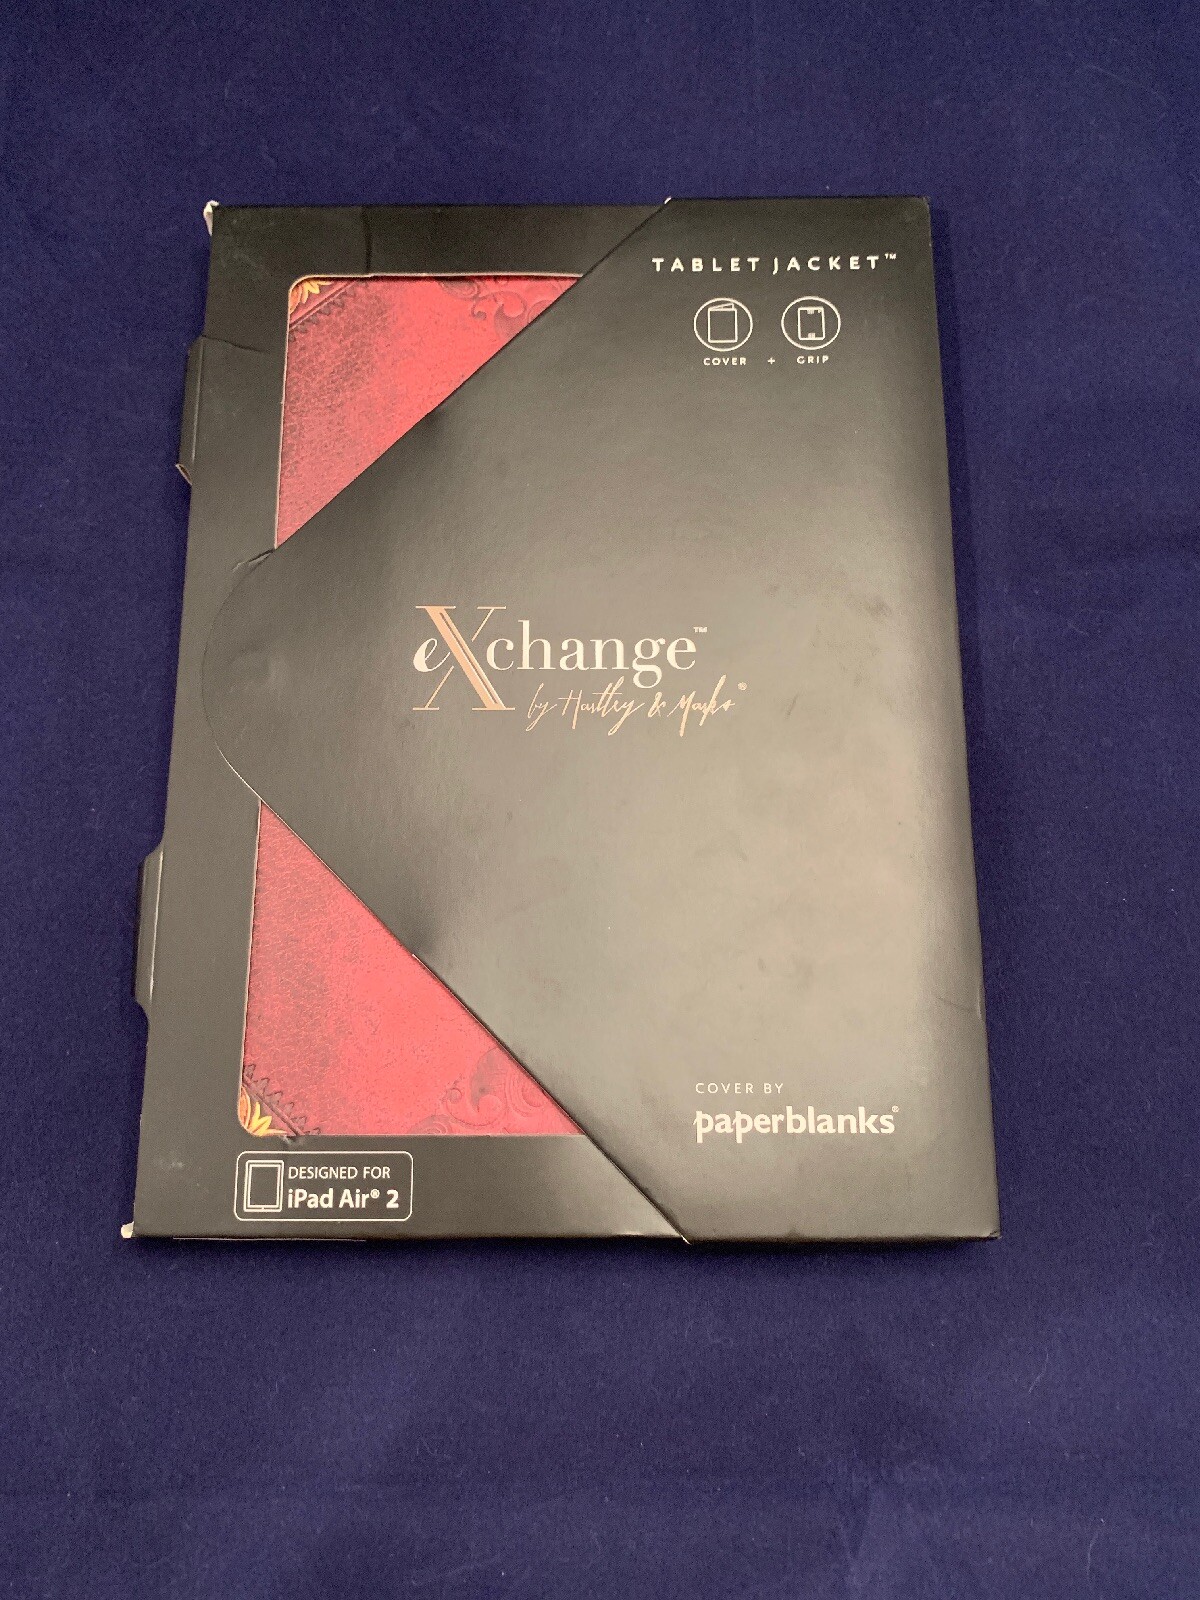 TABLET JACKET™
COVER + GRIP
eXchange™
by Hartley & Marks®
COVER BY
paperblanks®
DESIGNED FOR
iPad Air® 2